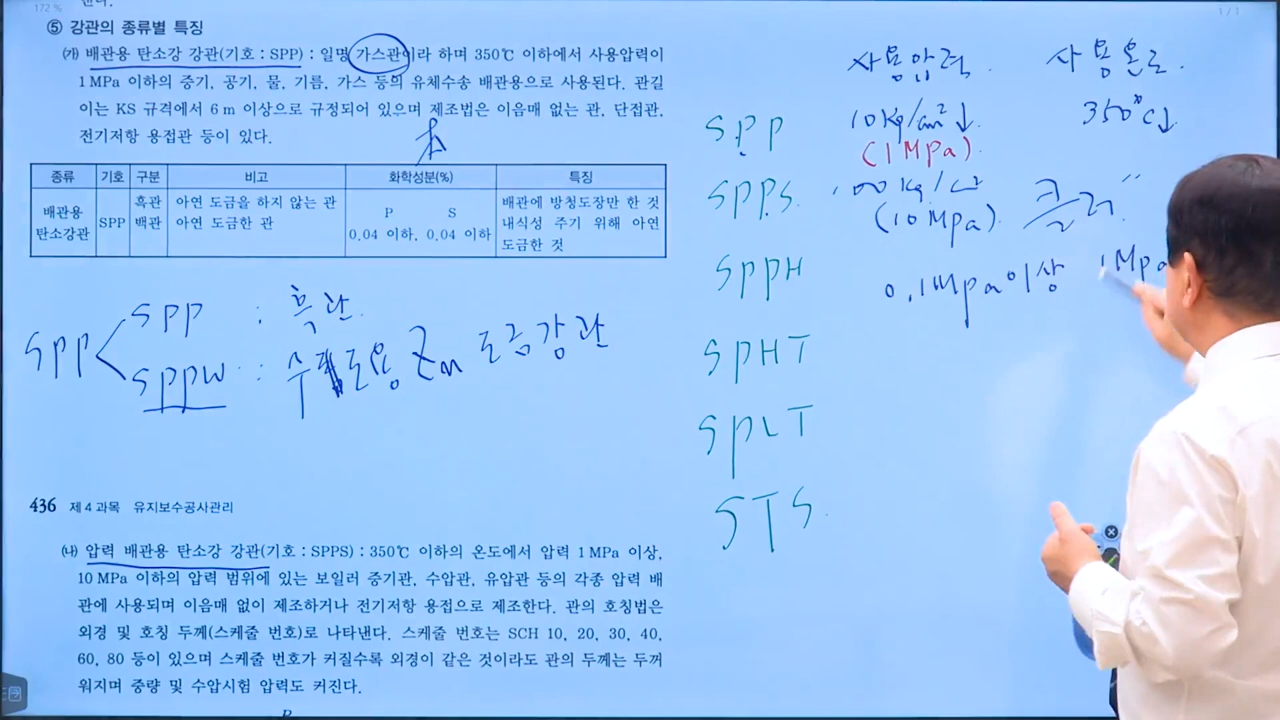 172 %
1 / 1
⑤ 강관의 종류별 특징
㈎ 배관용 탄소강 강관(기호 : SPP) : 일명 가스관이라 하며 350℃ 이하에서 사용압력이
1 MPa 이하의 증기, 공기, 물, 기름, 가스 등의 유체수송 배관용으로 사용된다. 관길
이는 KS 규격에서 6 m 이상으로 규정되어 있으며 제조법은 이음매 없는 관, 단접관,
전기저항 용접관 등이 있다.
종류 기호 구분 비고 화학성분(%) 특징
배관용 탄소강관 SPP 흑관 백관
아연 도금을 하지 않는 관
아연 도금한 관
P S
0.04 이하, 0.04 이하
배관에 방청도장만 한 것
내식성 주기 위해 아연
도금한 것
SPP
SPP : 흑관
SPPW : 수도용 Zn 도금강관
436 제 4 과목 유지보수공사관리
㈏ 압력 배관용 탄소강 강관(기호 : SPPS) : 350℃ 이하의 온도에서 압력 1 MPa 이상,
10 MPa 이하의 압력 범위에 있는 보일러 증기관, 수압관, 유압관 등의 각종 압력 배
관에 사용되며 이음매 없이 제조하거나 전기저항 용접으로 제조한다. 관의 호칭법은
외경 및 호칭 두께(스케줄 번호)로 나타낸다. 스케줄 번호는 SCH 10, 20, 30, 40,
60, 80 등이 있으며 스케줄 번호가 커질수록 외경이 같은 것이라도 관의 두께는 두꺼
워지며 중량 및 수압시험 압력도 커진다.
P
사용압력. 사용온도.
SPP 10kg/cm²↓ 350℃↓
(1 MPa)
SPPS. 100kg/㎠
(10 MPa). 클러"
SPPH 0.1MPa이상 1MPa
SPHT
SPLT
STS.